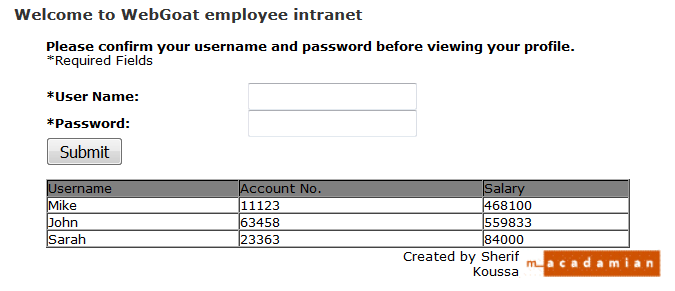 Welcome to WebGoat employee intranet
Please confirm your username and password before viewing your profile.
*Required Fields
*User Name:
*Password:
Submit
Username Account No. Salary
Mike 11123 468100
John 63458 559833
Sarah 23363 84000
Created by Sherif
Koussa
m_acadamian